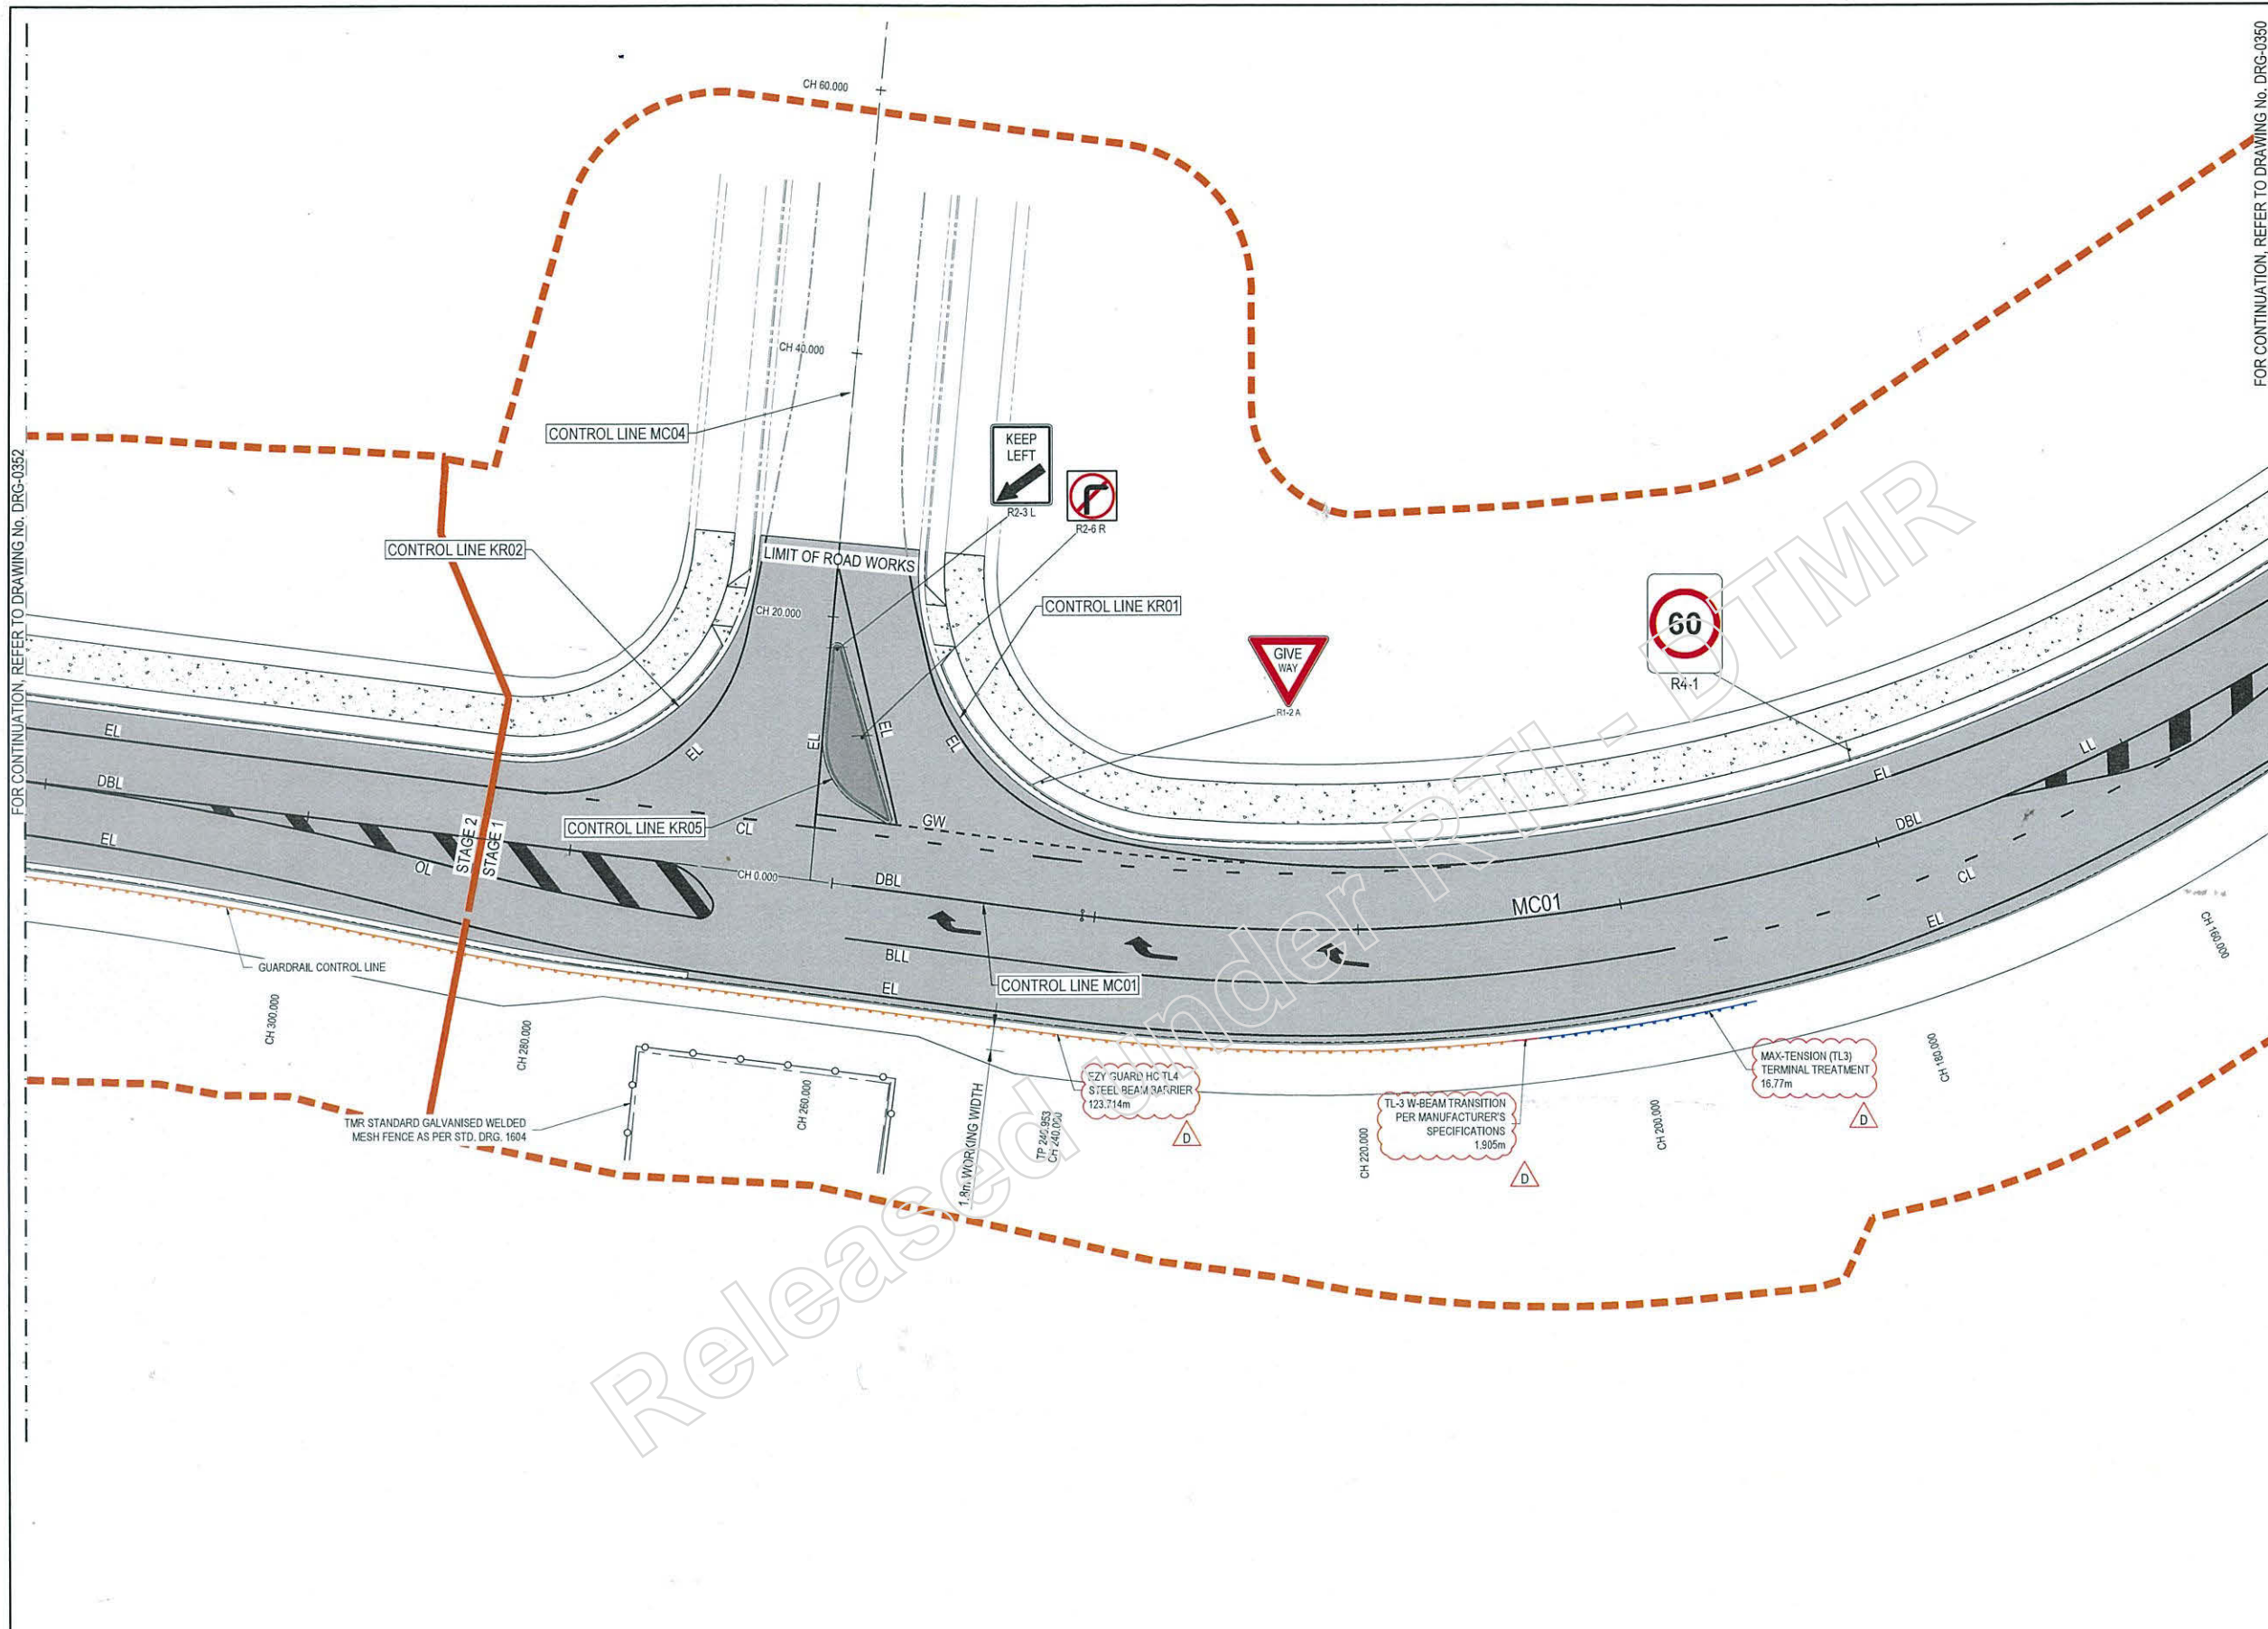 FOR CONTINUATION, REFER TO DRAWING No. DRG-0352
FOR CONTINUATION, REFER TO DRAWING No. DRG-0350
CH 60.000
CH 40.000
CONTROL LINE MC04
KEEP
LEFT
R2-3 L
R2-6 R
CONTROL LINE KR02
LIMIT OF ROAD WORKS
CH 20.000
CONTROL LINE KR01
GIVE
WAY
R1-2 A
60
R4-1
EL
EL
EL
EL
EL
EL
DBL
LL
CONTROL LINE KR05
CL
GW
DBL
EL
OL
STAGE 2
STAGE 1
CH 0.000
DBL
MC01
CL
EL
BLL
EL
CONTROL LINE MC01
GUARDRAIL CONTROL LINE
CH 300.000
CH 280.000
CH 260.000
1.8m WORKING WIDTH
TP 240.953
CH 240.000
CH 220.000
CH 200.000
CH 180.000
CH 160.000
EZY GUARD HC TL4
STEEL BEAM BARRIER
123.714m
D
TL-3 W-BEAM TRANSITION
PER MANUFACTURER'S
SPECIFICATIONS
1.905m
D
MAX-TENSION (TL3)
TERMINAL TREATMENT
16.77m
D
TMR STANDARD GALVANISED WELDED
MESH FENCE AS PER STD. DRG. 1604
Released under RTI - DTMR